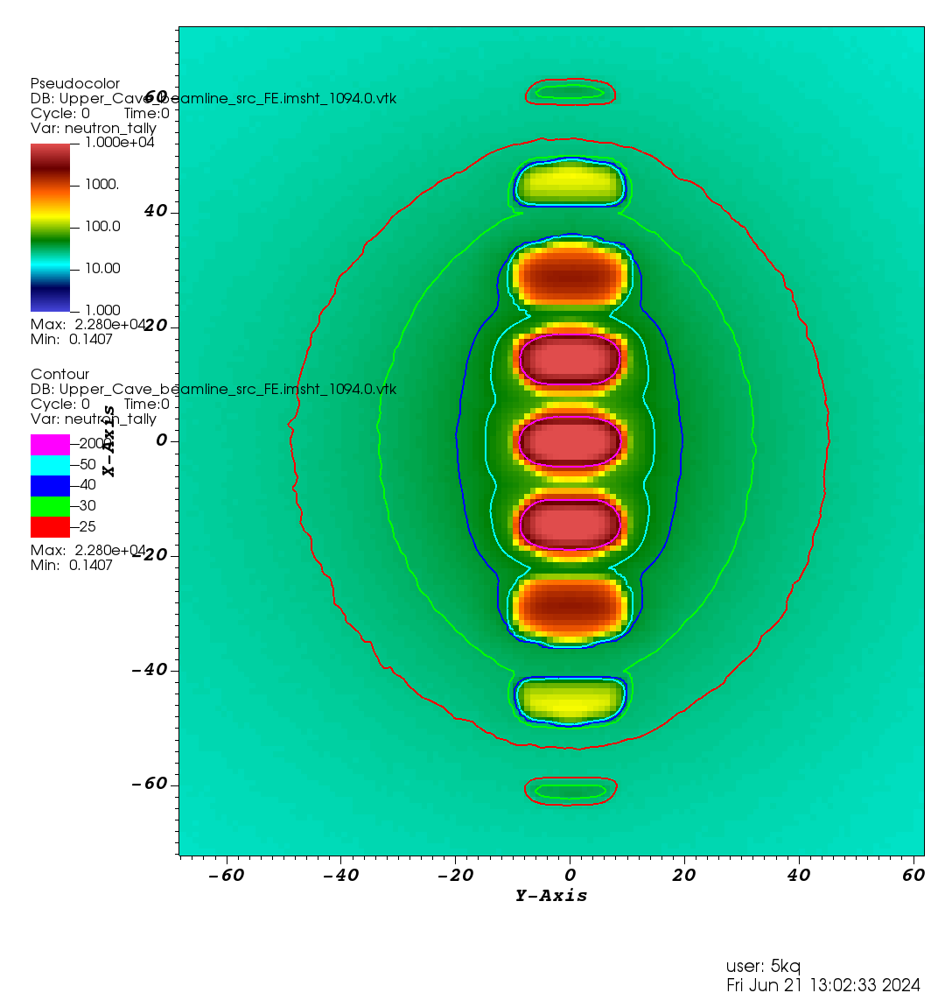 Pseudocolor
DB: Upper_Cave_beamline_src_FE.imsht_1094.0.vtk
Cycle: 0 Time:0
Var: neutron_tally
1.000e+04
1000.
100.0
10.00
1.000
Max: 2.280e+04
Min: 0.1407
Contour
DB: Upper_Cave_beamline_src_FE.imsht_1094.0.vtk
Cycle: 0 Time:0
Var: neutron_tally
50
40
30
25
Max: 2.280e+04
Min: 0.1407
60
40
20
0
-20
-40
-60
X-Axis
-60 -40 -20 0 20 40 60
Y-Axis
user: 5kq
Fri Jun 21 13:02:33 2024